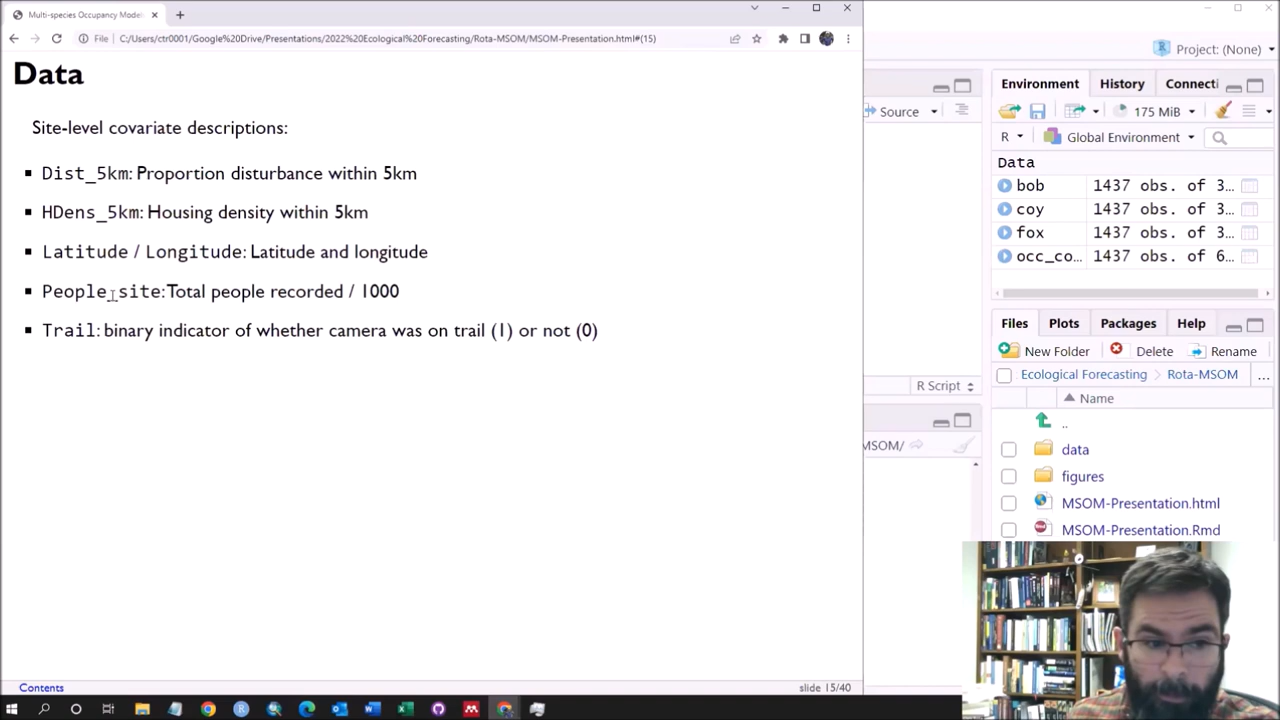 Multi-species Occupancy Model
File C:/Users/ctr0001/Google%20Drive/Presentations/2022%20Ecological%20Forecasting/Rota-MSOM/MSOM-Presentation.html#(15)
Data
Site-level covariate descriptions:
Dist_5km: Proportion disturbance within 5km
HDens_5km: Housing density within 5km
Latitude / Longitude: Latitude and longitude
People_site: Total people recorded / 1000
Trail: binary indicator of whether camera was on trail (1) or not (0)
Contents
slide 15/40
Project: (None)
Source
R Script
MSOM/
Environment History Connecti
175 MiB
R Global Environment
Data
bob 1437 obs. of 3...
coy 1437 obs. of 3...
fox 1437 obs. of 3...
occ_co... 1437 obs. of 6...
Files Plots Packages Help
New Folder Delete Rename
Ecological Forecasting > Rota-MSOM ...
Name
..
data
figures
MSOM-Presentation.html
MSOM-Presentation.Rmd